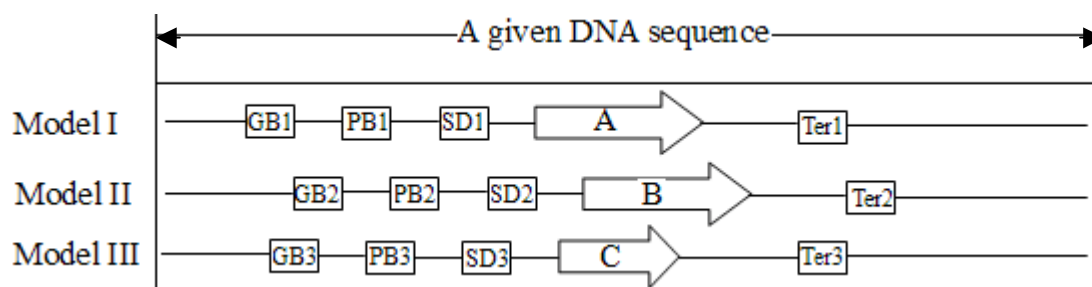 A given DNA sequence
Model I GB1 PB1 SD1 A Ter1
Model II GB2 PB2 SD2 B Ter2
Model III GB3 PB3 SD3 C Ter3